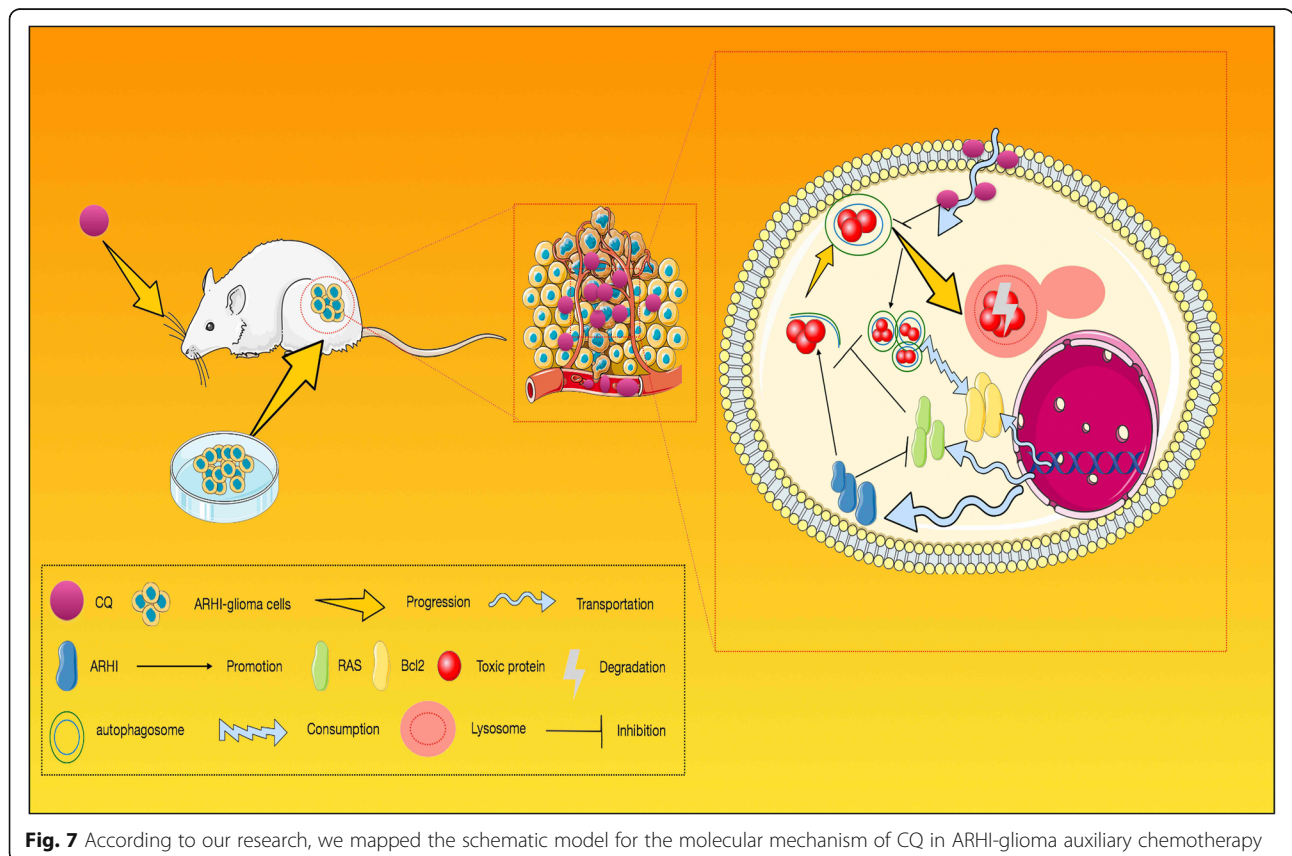 CQ ARHI-glioma cells Progression Transportation
ARHI Promotion RAS Bcl2 Toxic protein Degradation
autophagosome Consumption Lysosome Inhibition
Fig. 7 According to our research, we mapped the schematic model for the molecular mechanism of CQ in ARHI-glioma auxiliary chemotherapy